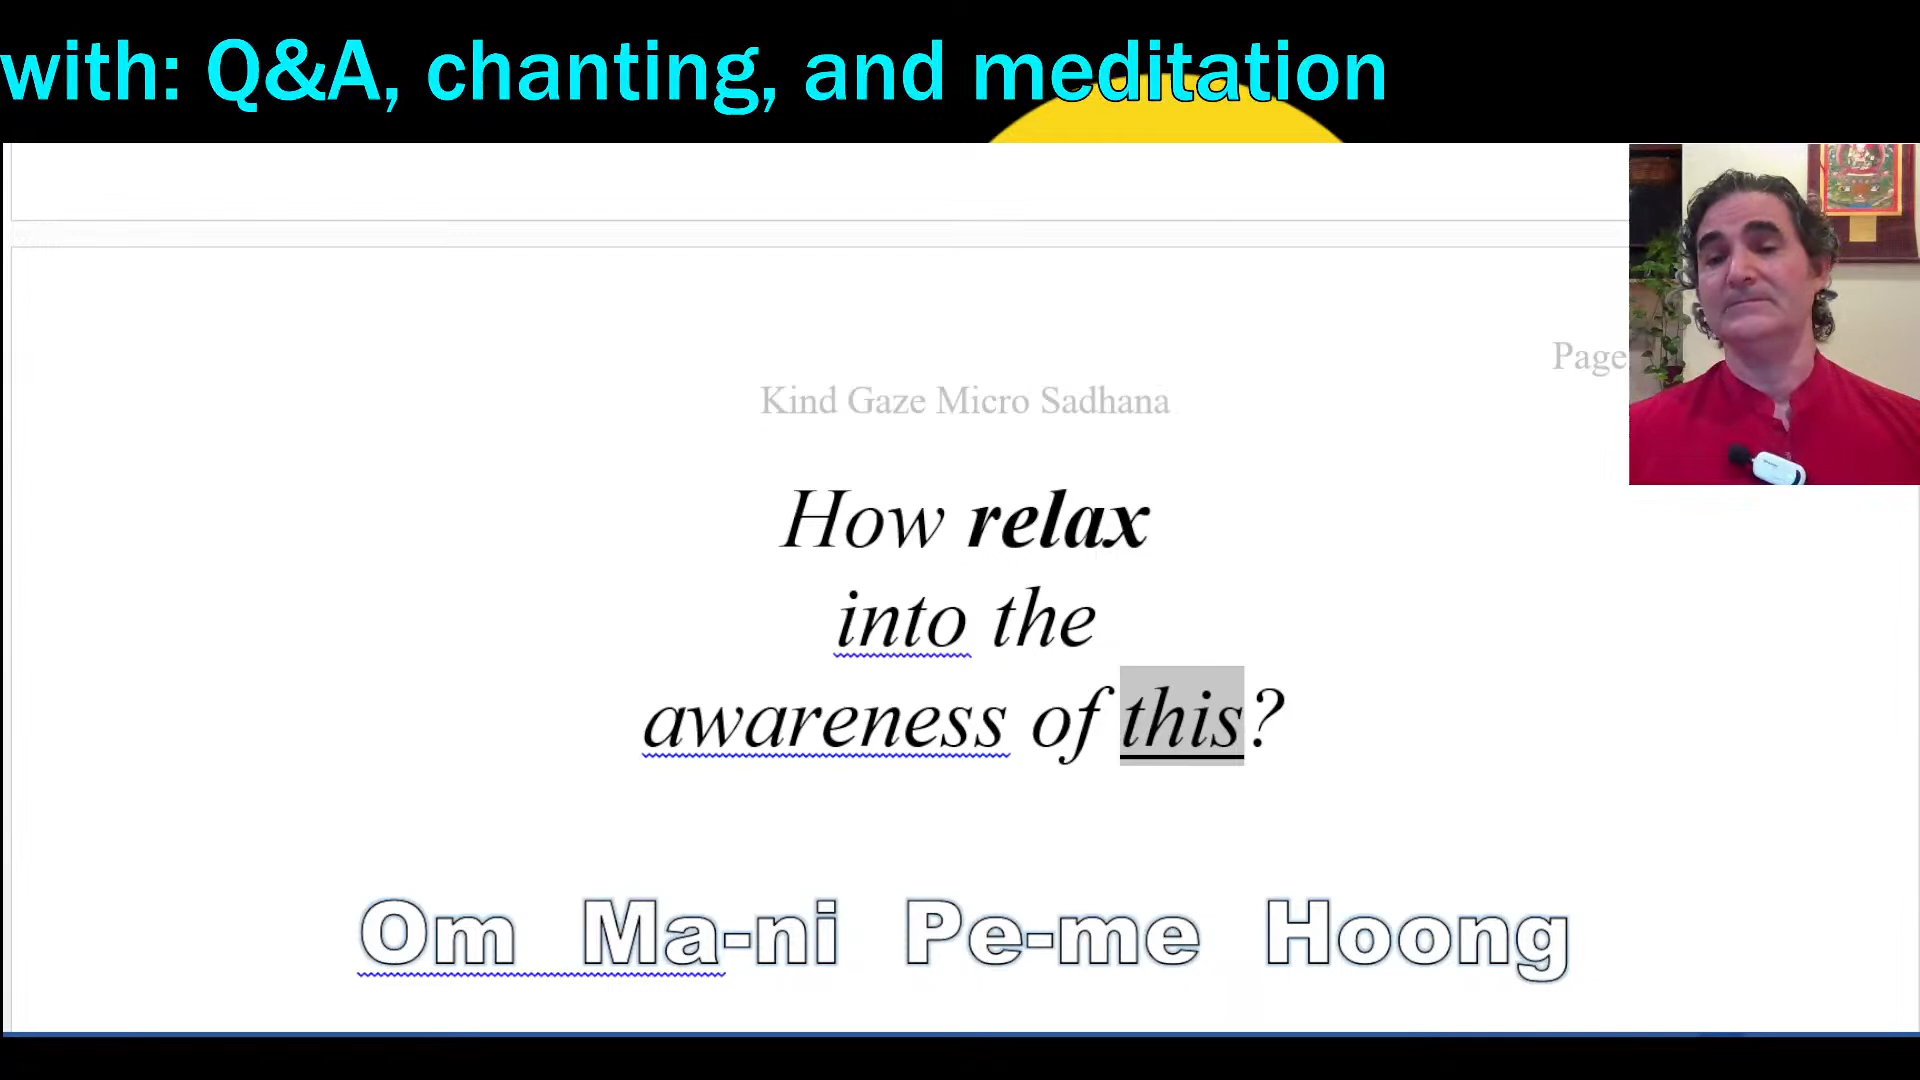 with: Q&A, chanting, and meditation
Page
Kind Gaze Micro Sadhana
How relax
into the
awareness of this?
Om Ma-ni Pe-me Hoong